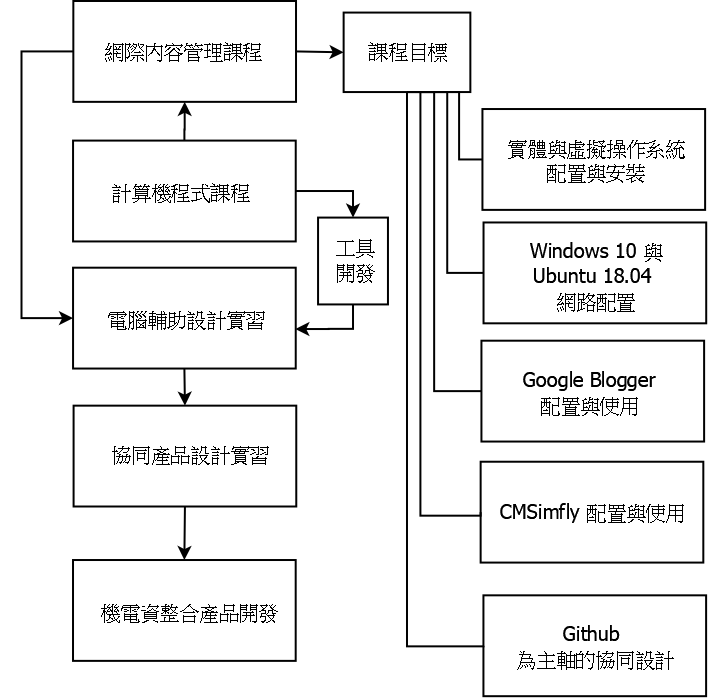 網際內容管理課程
課程目標
計算機程式課程
工具
開發
電腦輔助設計實習
協同產品設計實習
機電資整合產品開發
實體與虛擬操作系統
配置與安裝
Windows 10 與
Ubuntu 18.04
網路配置
Google Blogger
配置與使用
CMSimfly 配置與使用
Github
為主軸的協同設計